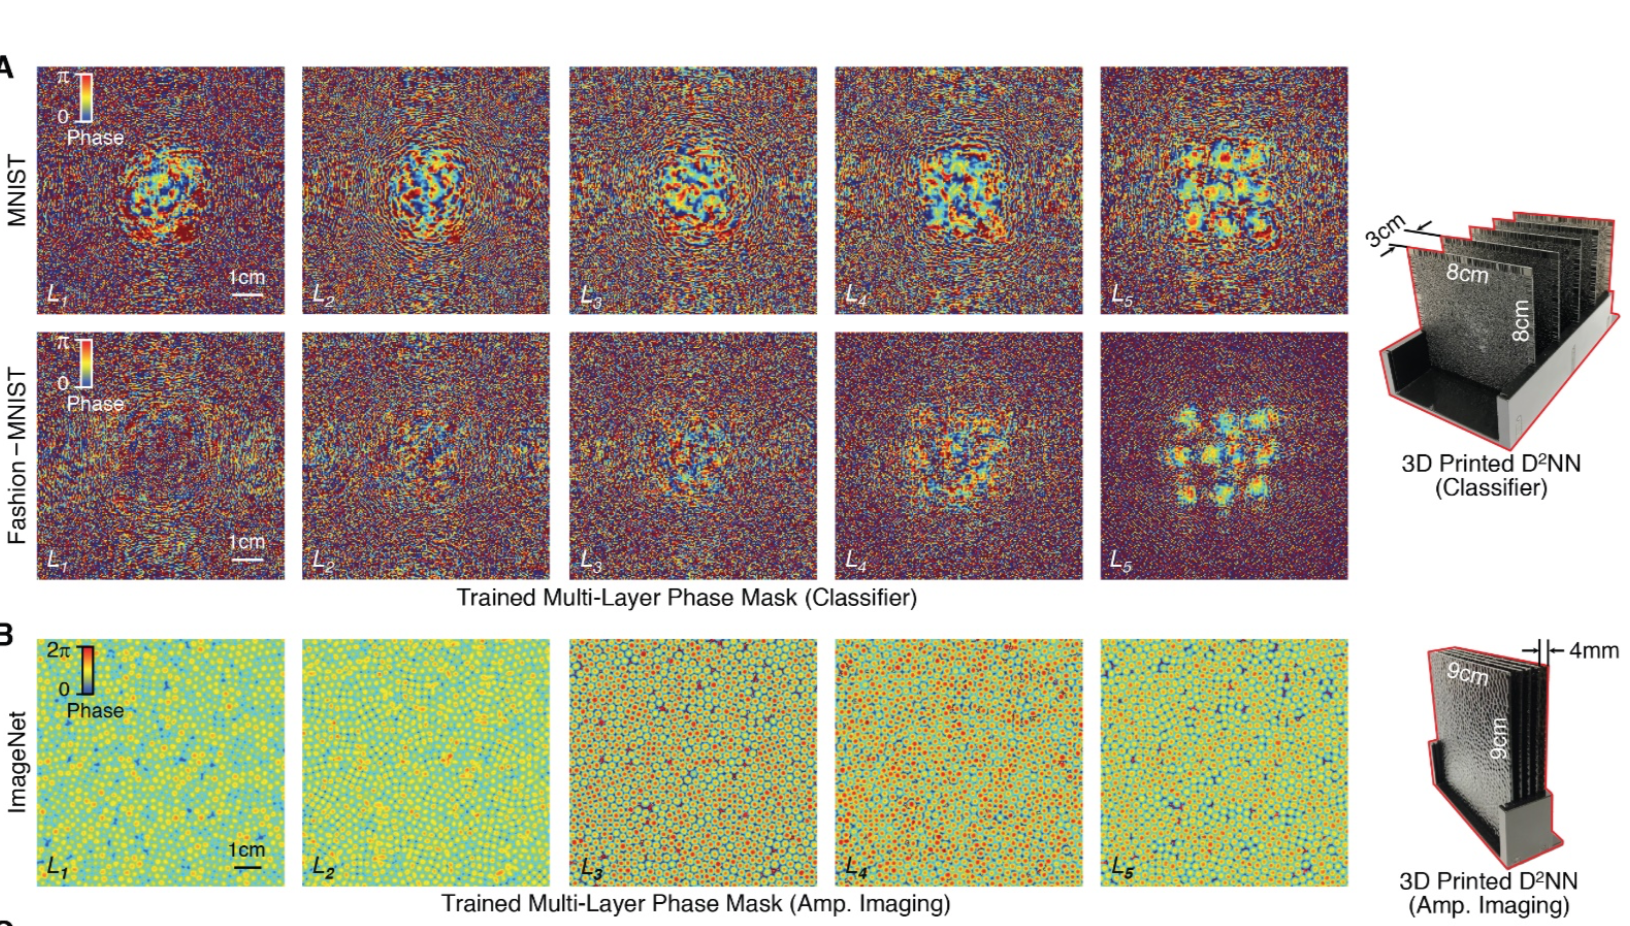 A
π
0
Phase
MNIST
1cm
L1
L2
L3
L4
L5
3cm
8cm
8cm
3D Printed D²NN
(Classifier)
π
0
Phase
Fashion –MNIST
1cm
L1
L2
L3
L4
L5
Trained Multi-Layer Phase Mask (Classifier)
B
2π
0
Phase
ImageNet
1cm
L1
L2
L3
L4
L5
4mm
9cm
9cm
3D Printed D²NN
(Amp. Imaging)
Trained Multi-Layer Phase Mask (Amp. Imaging)